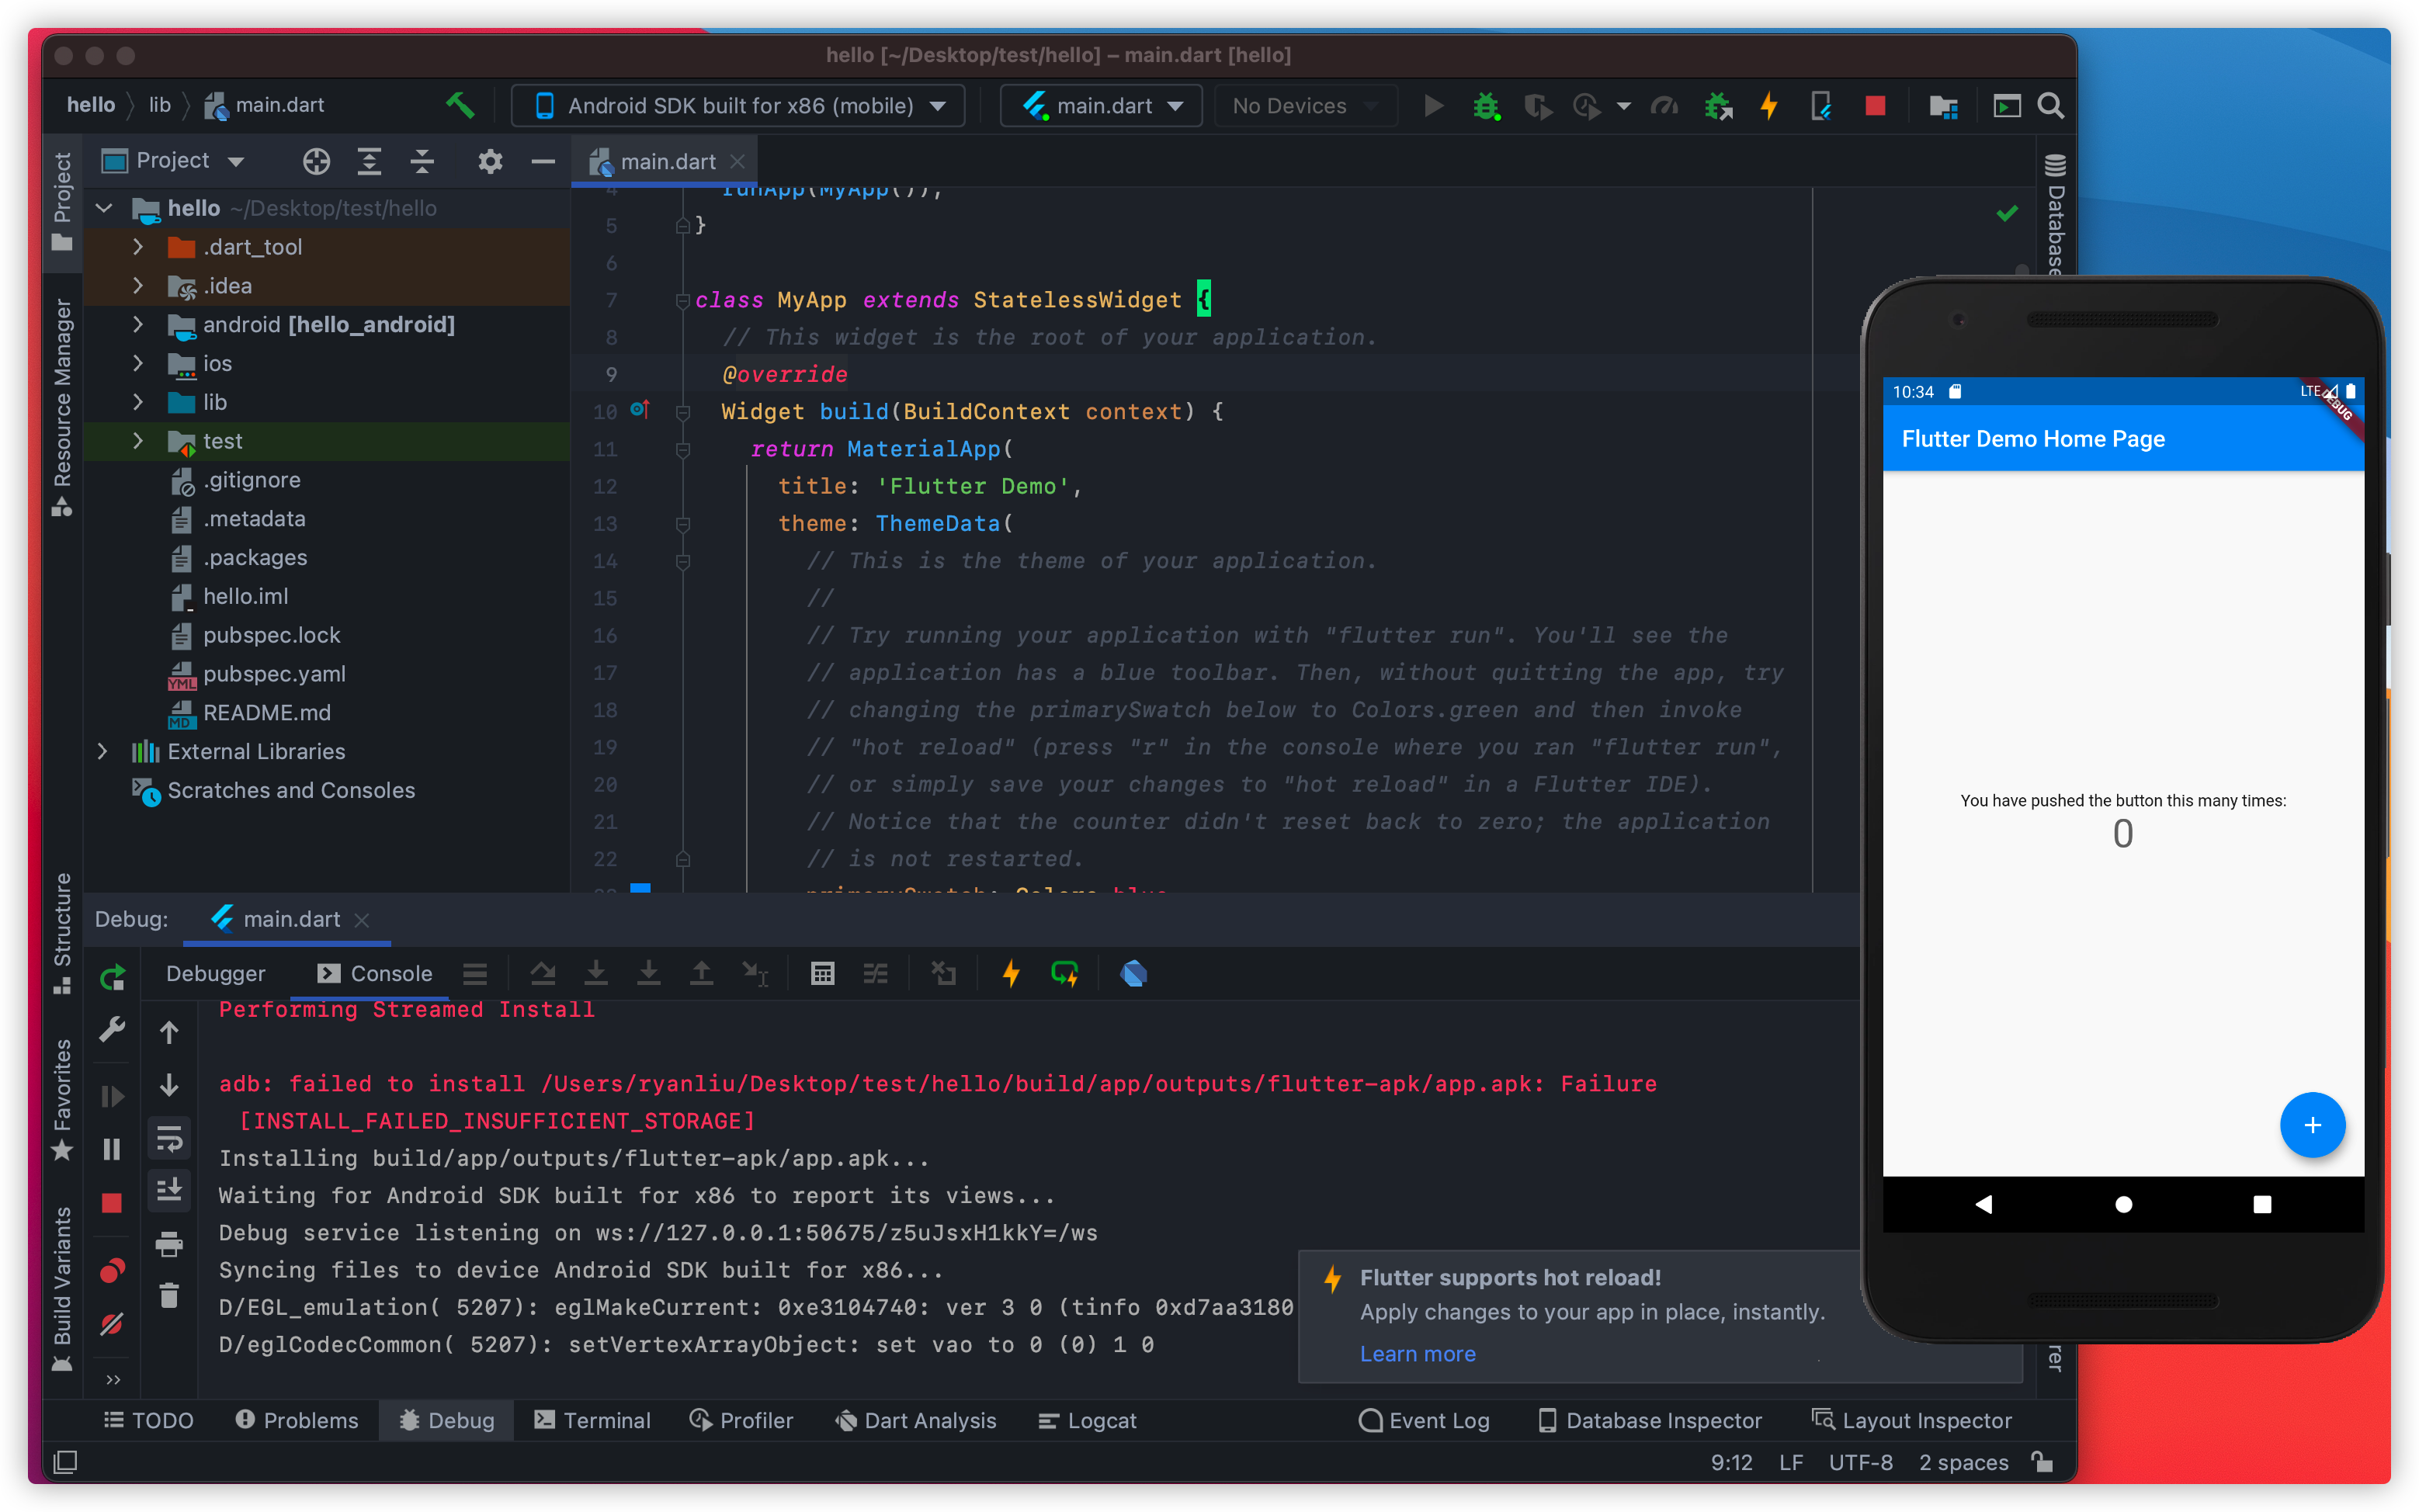 hello [~/Desktop/test/hello] – main.dart [hello]
hello lib main.dart
Android SDK built for x86 (mobile)
main.dart
No Devices
Project
Resource Manager
Structure
Favorites
Build Variants
Project
hello ~/Desktop/test/hello
.dart_tool
.idea
android [hello_android]
ios
lib
test
.gitignore
.metadata
.packages
hello.iml
pubspec.lock
pubspec.yaml
README.md
External Libraries
Scratches and Consoles
main.dart
4 runApp(MyApp());
5 }
6
7 class MyApp extends StatelessWidget {
8 // This widget is the root of your application.
9 @override
10 Widget build(BuildContext context) {
11 return MaterialApp(
12 title: 'Flutter Demo',
13 theme: ThemeData(
14 // This is the theme of your application.
15 //
16 // Try running your application with "flutter run". You'll see the
17 // application has a blue toolbar. Then, without quitting the app, try
18 // changing the primarySwatch below to Colors.green and then invoke
19 // "hot reload" (press "r" in the console where you ran "flutter run",
20 // or simply save your changes to "hot reload" in a Flutter IDE).
21 // Notice that the counter didn't reset back to zero; the application
22 // is not restarted.
primarySwatch: Colors.blue
Database
10:34
LTE
DEBUG
Flutter Demo Home Page
You have pushed the button this many times:
0
+
Debug: main.dart
Debugger Console
Performing Streamed Install
adb: failed to install /Users/ryanliu/Desktop/test/hello/build/app/outputs/flutter-apk/app.apk: Failure
[INSTALL_FAILED_INSUFFICIENT_STORAGE]
Installing build/app/outputs/flutter-apk/app.apk...
Waiting for Android SDK built for x86 to report its views...
Debug service listening on ws://127.0.0.1:50675/z5uJsxH1kkY=/ws
Syncing files to device Android SDK built for x86...
D/EGL_emulation( 5207): eglMakeCurrent: 0xe3104740: ver 3 0 (tinfo 0xd7aa3180
D/eglCodecCommon( 5207): setVertexArrayObject: set vao to 0 (0) 1 0
Flutter supports hot reload!
Apply changes to your app in place, instantly.
Learn more
TODO Problems Debug Terminal Profiler Dart Analysis Logcat Event Log Database Inspector Layout Inspector
9:12 LF UTF-8 2 spaces